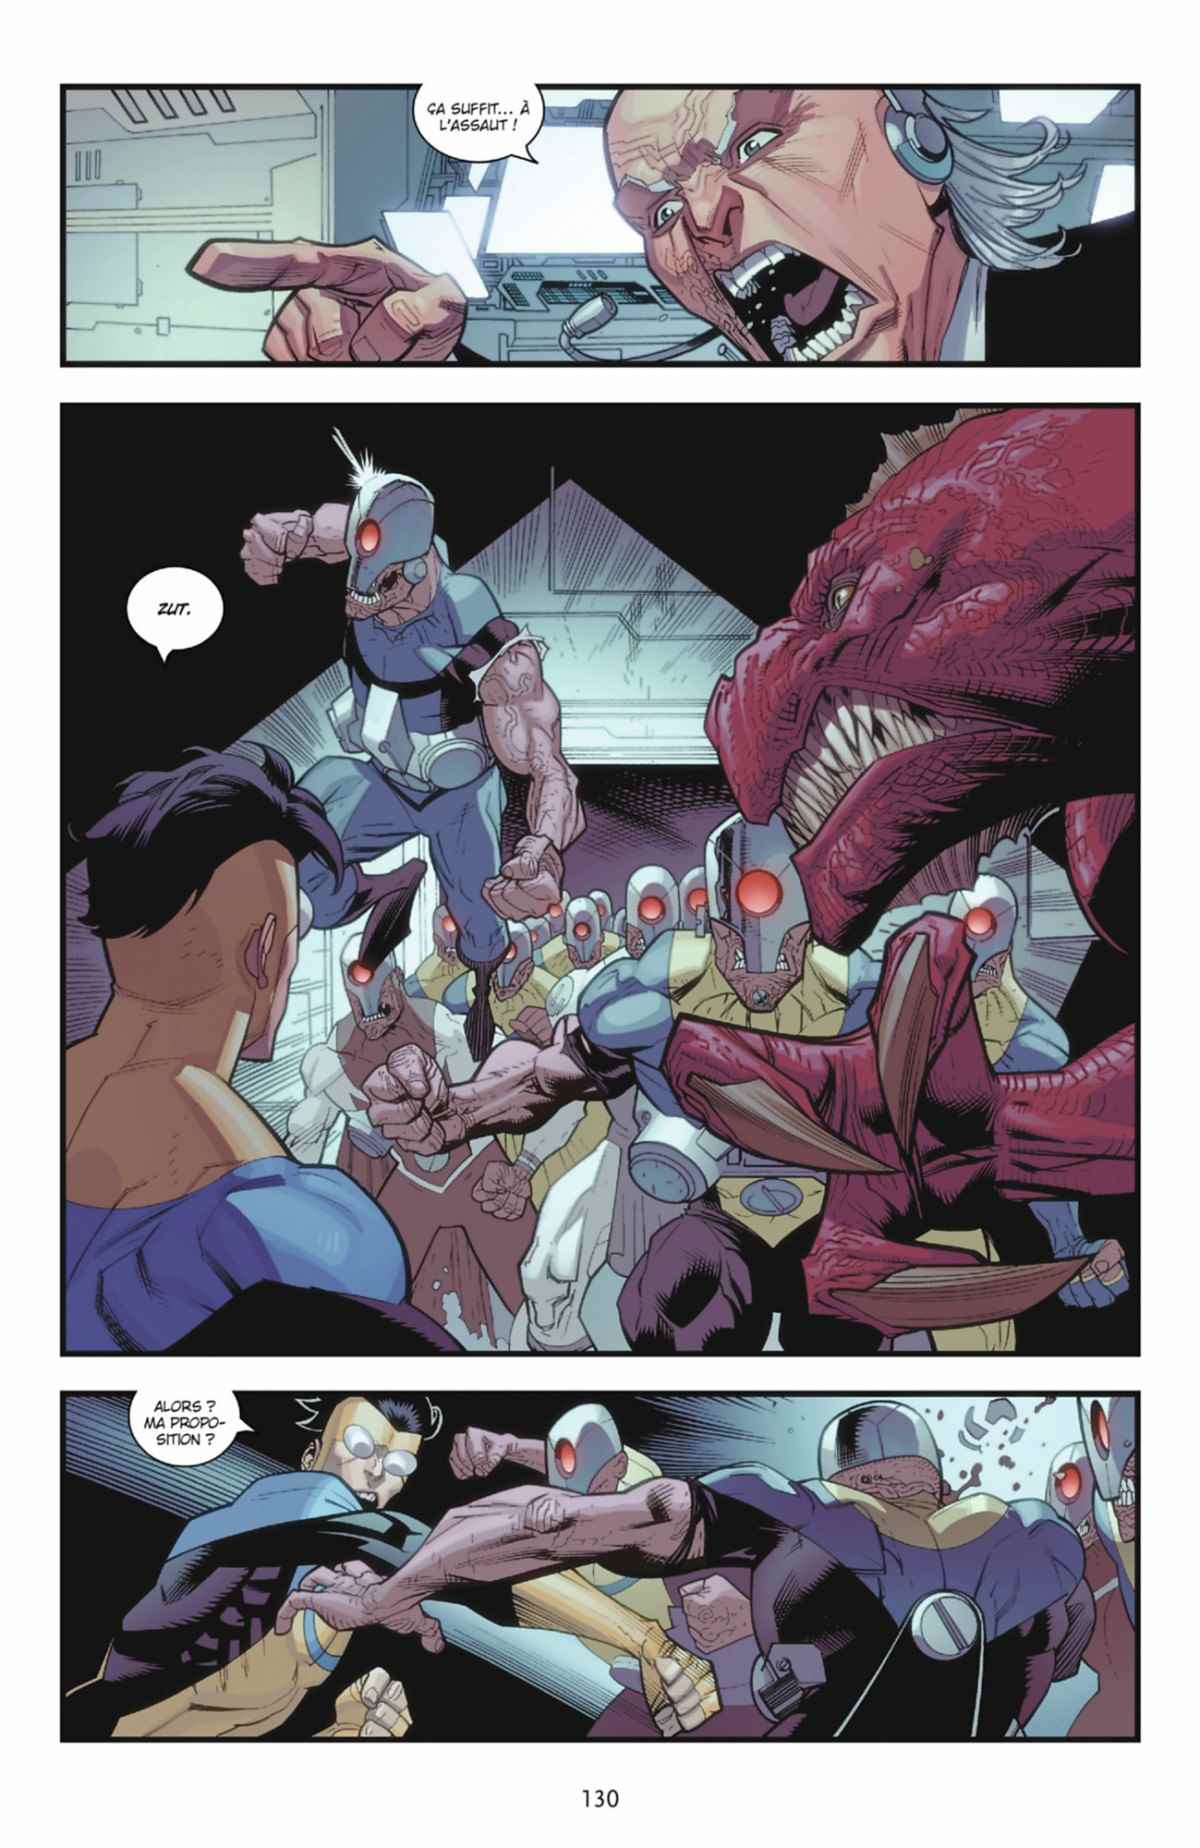 ÇA SUFFIT... À
L'ASSAUT !
ZUT.
ALORS ?
MA PROPO-
SITION ?
130